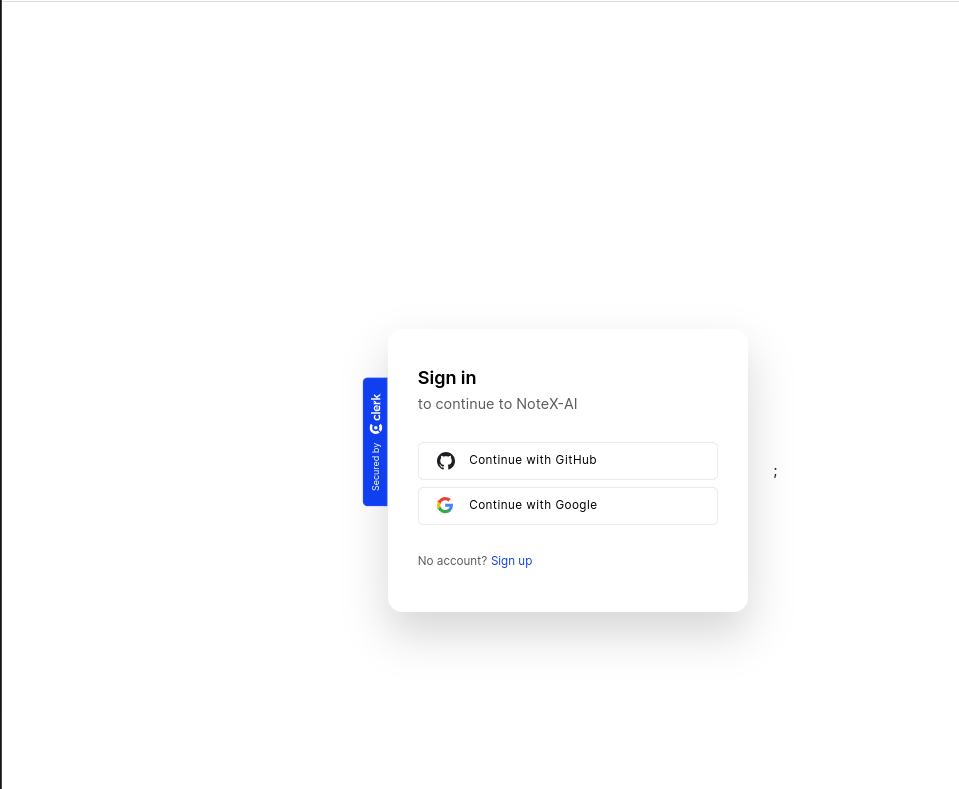 Sign in
to continue to NoteX-AI
Secured by clerk
Continue with GitHub
;
Continue with Google
No account? Sign up